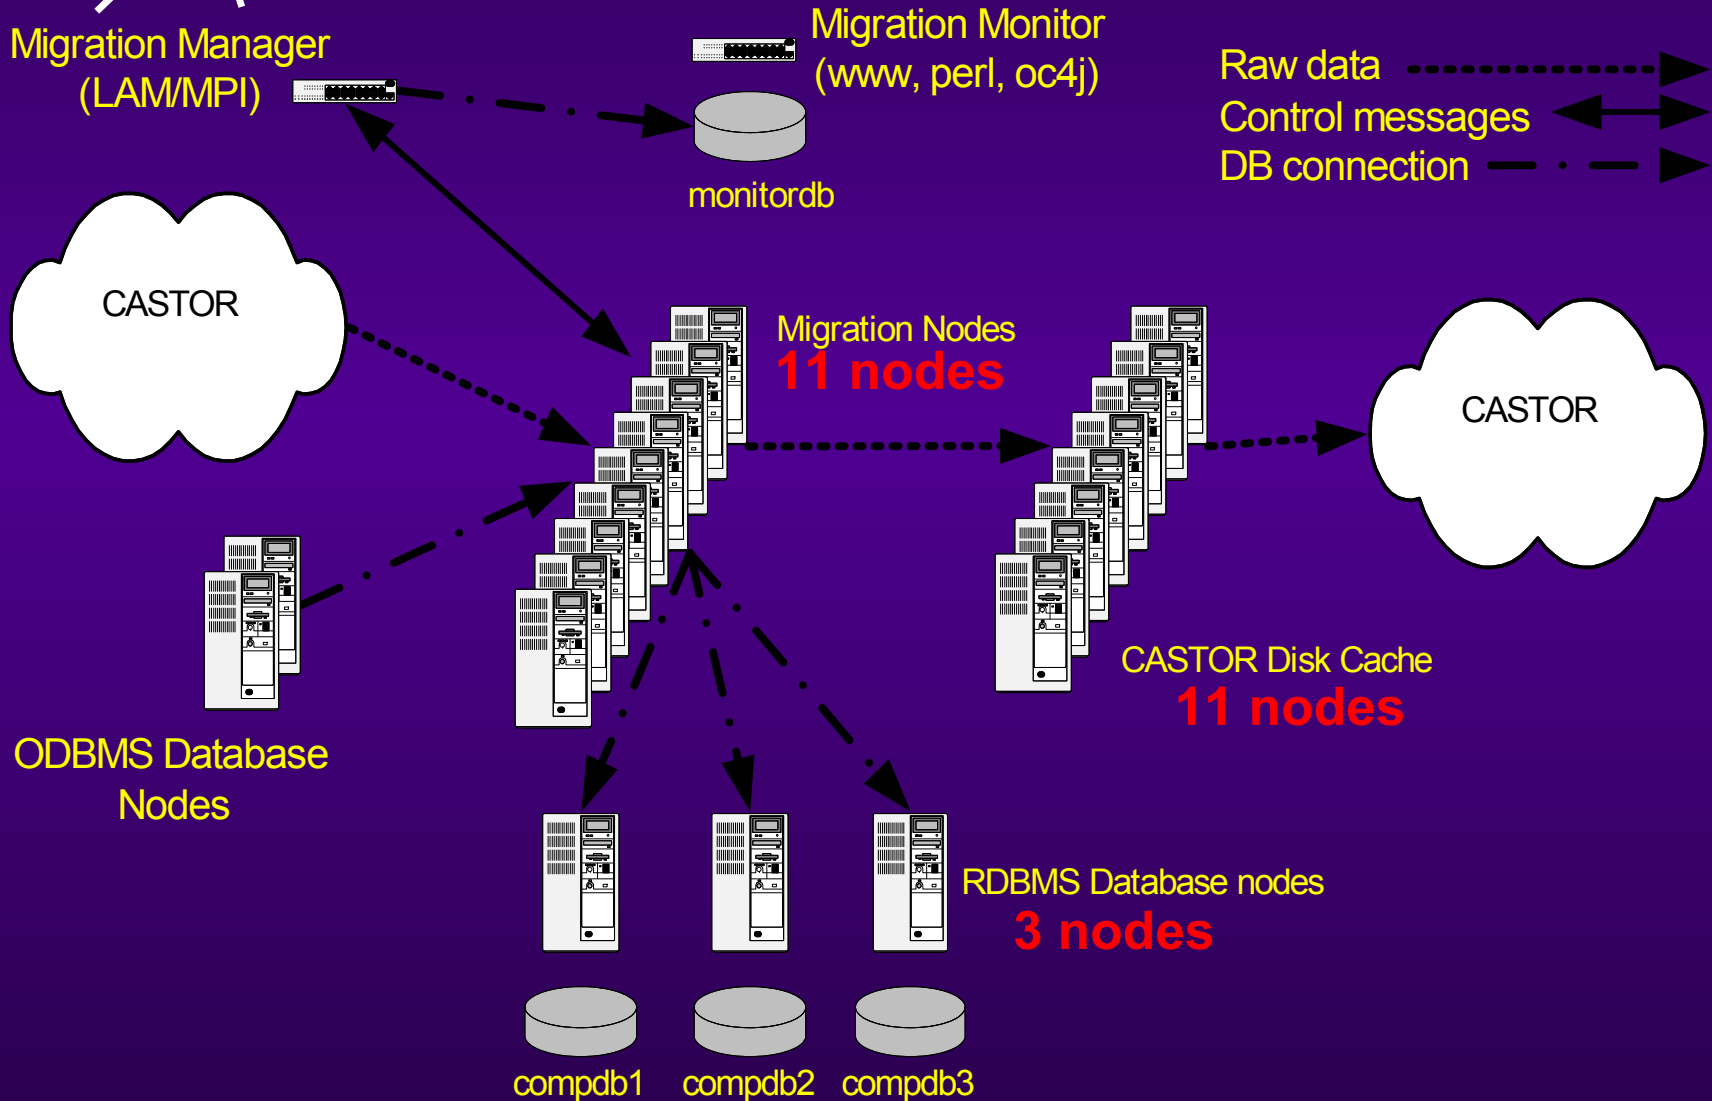 Migration Manager
(LAM/MPI)
Migration Monitor
(www, perl, oc4j)
monitordb
Raw data
Control messages
DB connection
CASTOR
Migration Nodes
11 nodes
CASTOR
CASTOR Disk Cache
11 nodes
ODBMS Database
Nodes
RDBMS Database nodes
3 nodes
compdb1
compdb2
compdb3